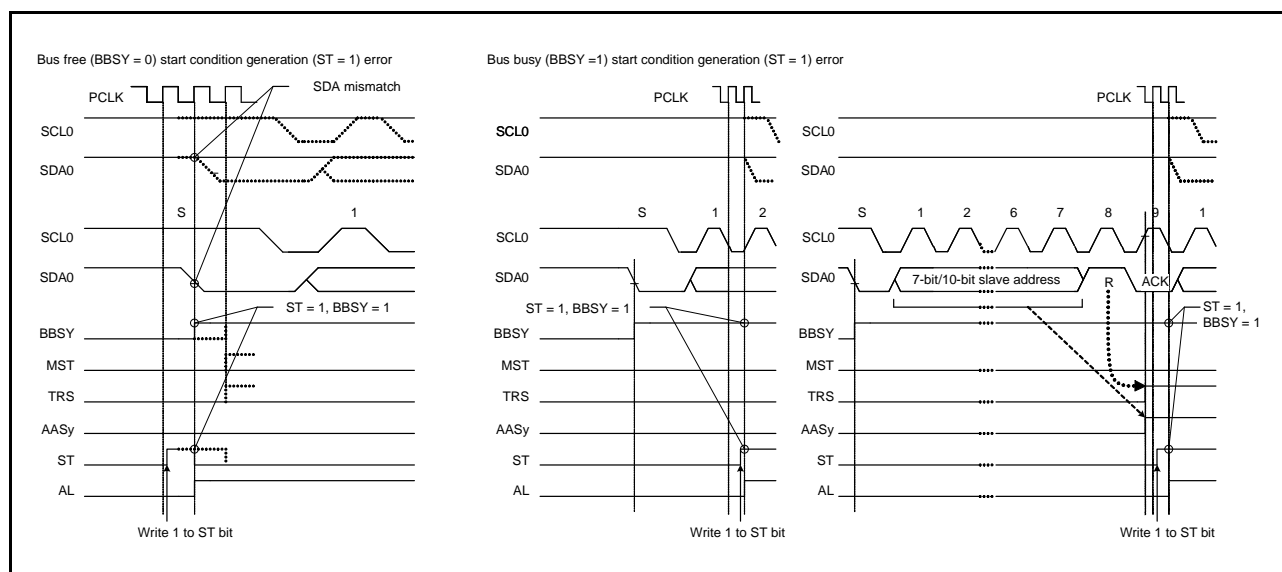 Bus free (BBSY = 0) start condition generation (ST = 1) error
PCLK
SDA mismatch
SCL0
SDA0
S
1
SCL0
SDA0
ST = 1, BBSY = 1
BBSY
MST
TRS
AASy
ST
AL
Write 1 to ST bit
Bus busy (BBSY =1) start condition generation (ST = 1) error
PCLK
SCL0
SDA0
S
1
2
SCL0
SDA0
ST = 1, BBSY = 1
BBSY
MST
TRS
AASy
ST
AL
Write 1 to ST bit
PCLK
SCL0
SDA0
S
1
2
6
7
8
9
1
SCL0
SDA0
7-bit/10-bit slave address
R
ACK
ST = 1,
BBSY = 1
BBSY
MST
TRS
AASy
ST
AL
Write 1 to ST bit